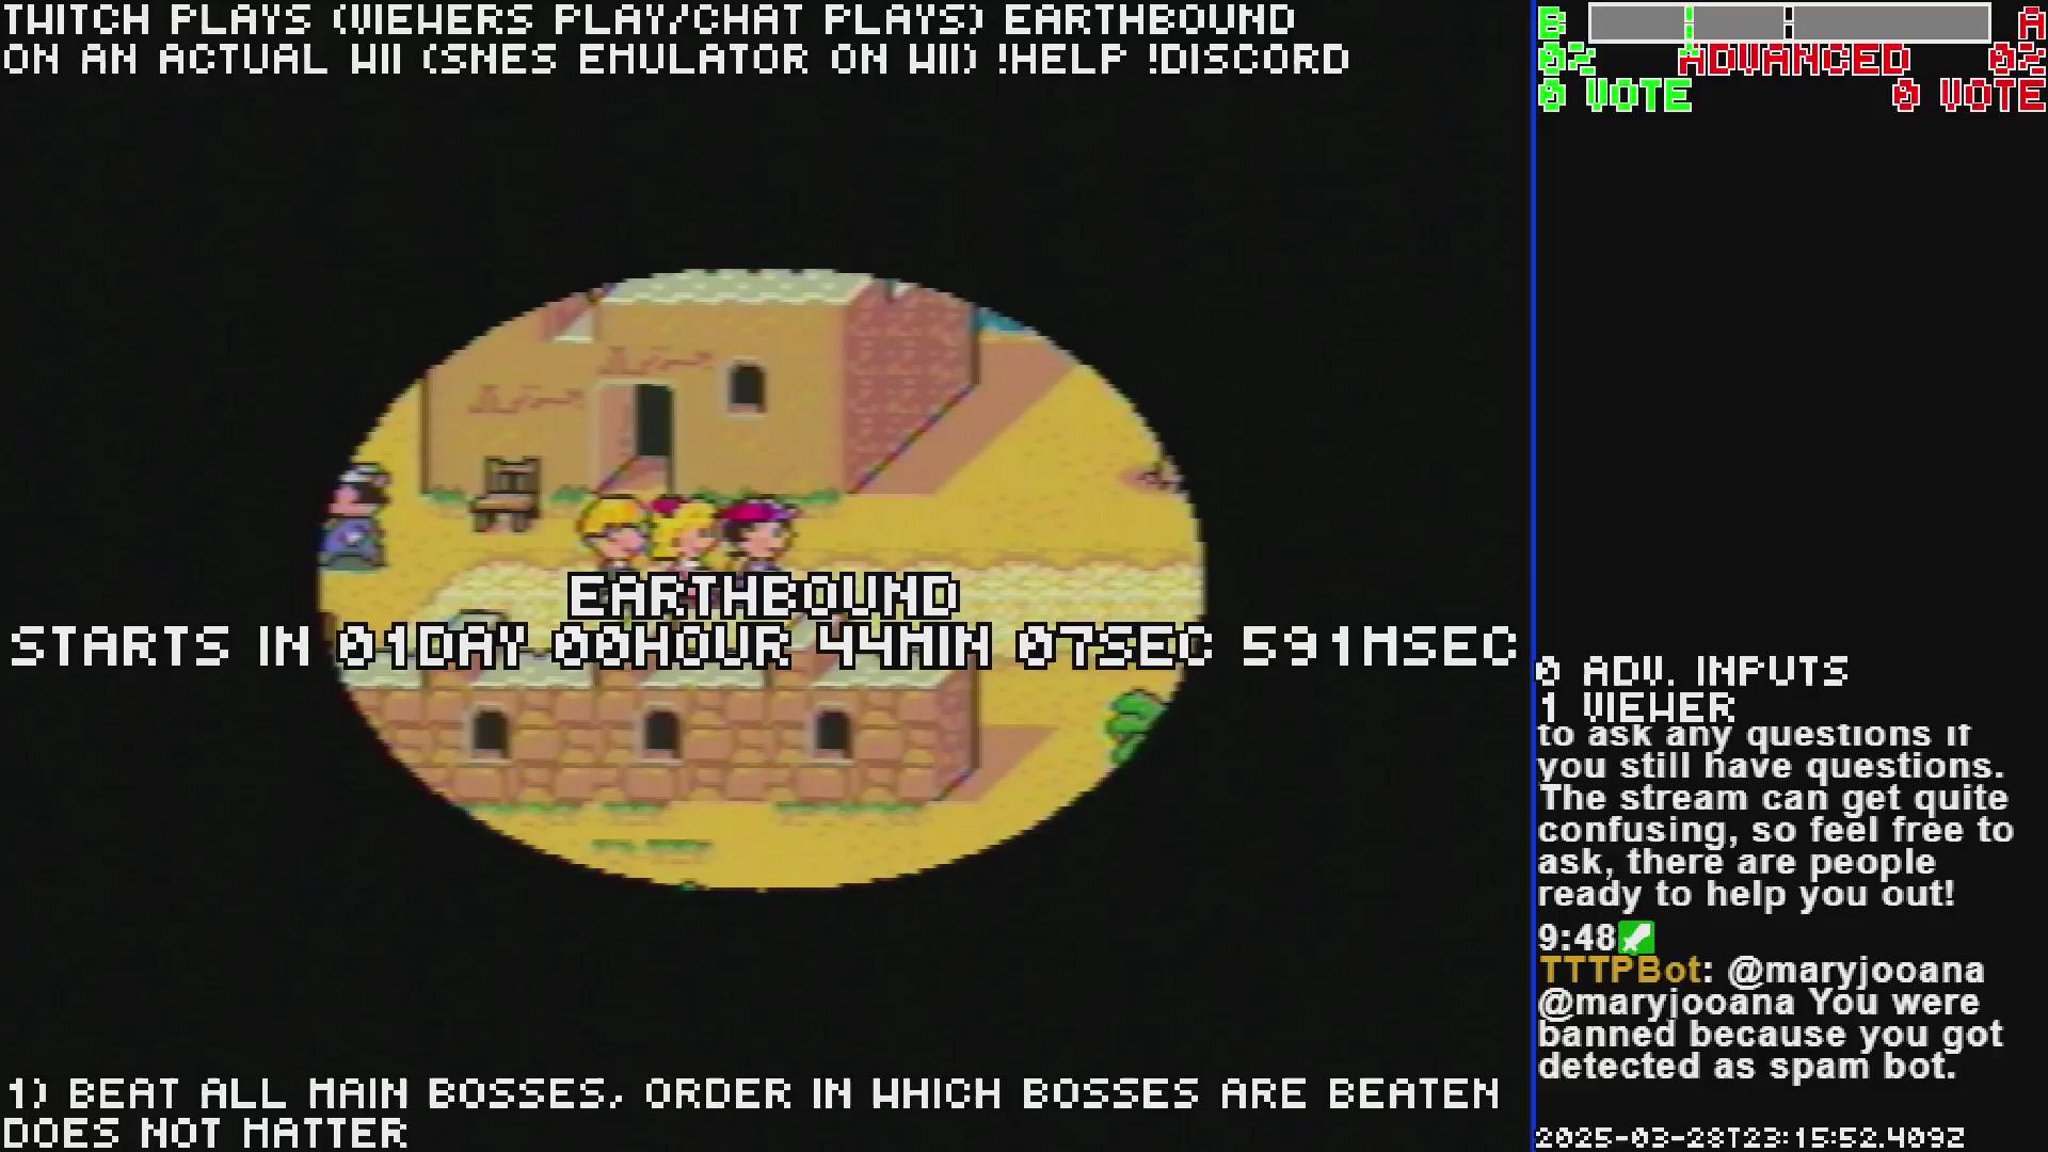 TWITCH PLAYS (VIEWERS PLAY/CHAT PLAYS) EARTHBOUND
ON AN ACTUAL WII (SNES EMULATOR ON WII) !HELP !DISCORD
B A
0% ADVANCED 0%
0 VOTE 0 VOTE
EARTHBOUND
STARTS IN 01DAY 00HOUR 44MIN 07SEC 591MSEC
0 ADV. INPUTS
1 VIEWER
to ask any questions if
you still have questions.
The stream can get quite
confusing, so feel free to
ask, there are people
ready to help you out!
9:48
TTTPBot: @maryjooana
@maryjooana You were
banned because you got
detected as spam bot.
1) BEAT ALL MAIN BOSSES, ORDER IN WHICH BOSSES ARE BEATEN
DOES NOT MATTER
2025-03-28T23:15:52.409Z